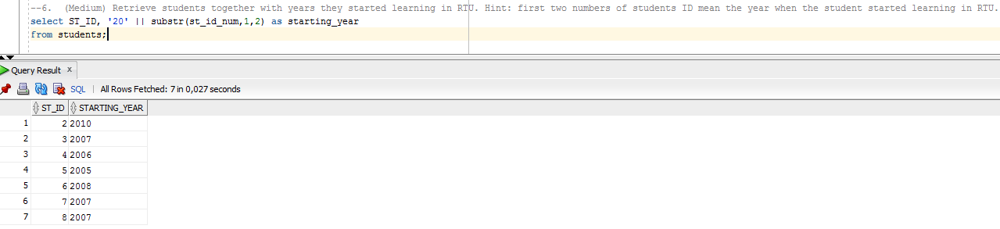 --6.  (Medium) Retrieve students together with years they started learning in RTU. Hint: first two numbers of students ID mean the year when the student started learning in RTU.
select ST_ID, '20' || substr(st_id_num,1,2) as starting_year
from students;
Query Result x
SQL | All Rows Fetched: 7 in 0,027 seconds
ST_ID STARTING_YEAR
1 2 2010
2 3 2007
3 4 2006
4 5 2005
5 6 2008
6 7 2007
7 8 2007